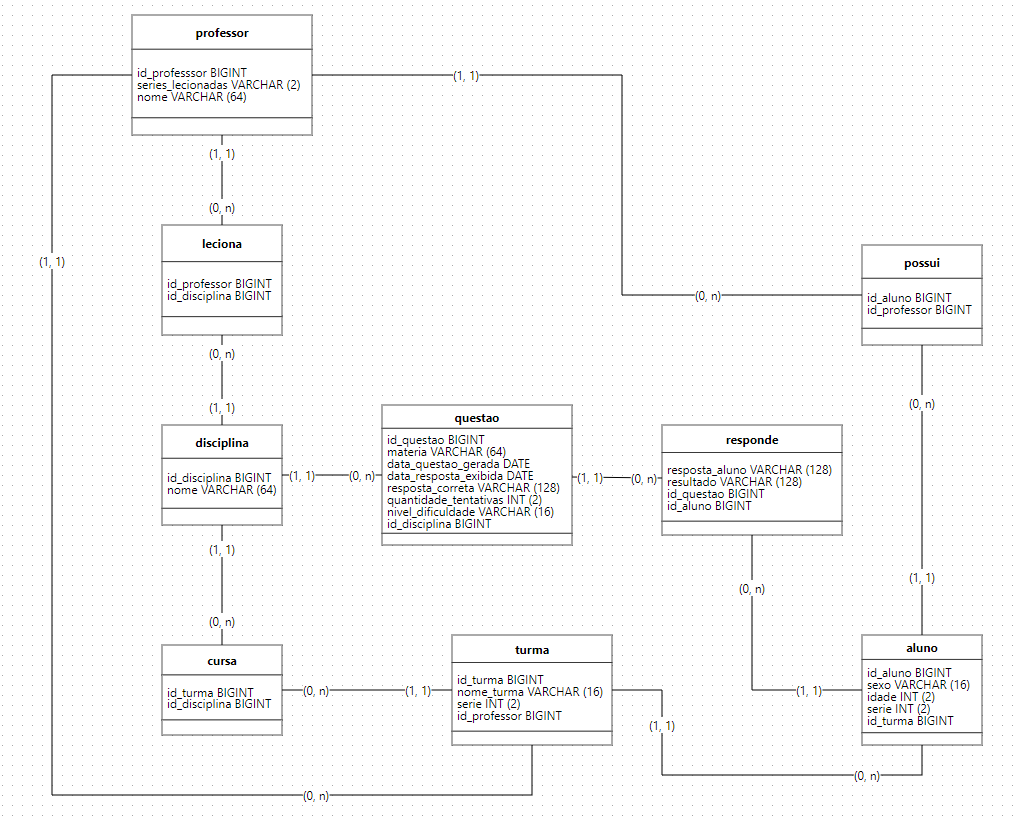 professor
id_professsor BIGINT
series_lecionadas VARCHAR (2)
nome VARCHAR (64)
(1, 1)
(1, 1)
(0, n)
leciona
id_professor BIGINT
id_disciplina BIGINT
(1, 1)
possui
id_aluno BIGINT
id_professor BIGINT
(0, n)
(0, n)
(0, n)
(1, 1)
disciplina
id_disciplina BIGINT
nome VARCHAR (64)
(1, 1)
(0, n)
questao
id_questao BIGINT
materia VARCHAR (64)
data_questao_gerada DATE
data_resposta_exibida DATE
resposta_correta VARCHAR (128)
quantidade_tentativas INT (2)
nivel_dificuldade VARCHAR (16)
id_disciplina BIGINT
(1, 1)
(0, n)
responde
resposta_aluno VARCHAR (128)
resultado VARCHAR (128)
id_questao BIGINT
id_aluno BIGINT
(1, 1)
(0, n)
(0, n)
(1, 1)
cursa
id_turma BIGINT
id_disciplina BIGINT
(0, n)
(1, 1)
turma
id_turma BIGINT
nome_turma VARCHAR (16)
serie INT (2)
id_professor BIGINT
(1, 1)
(1, 1)
aluno
id_aluno BIGINT
sexo VARCHAR (16)
idade INT (2)
serie INT (2)
id_turma BIGINT
(0, n)
(0, n)